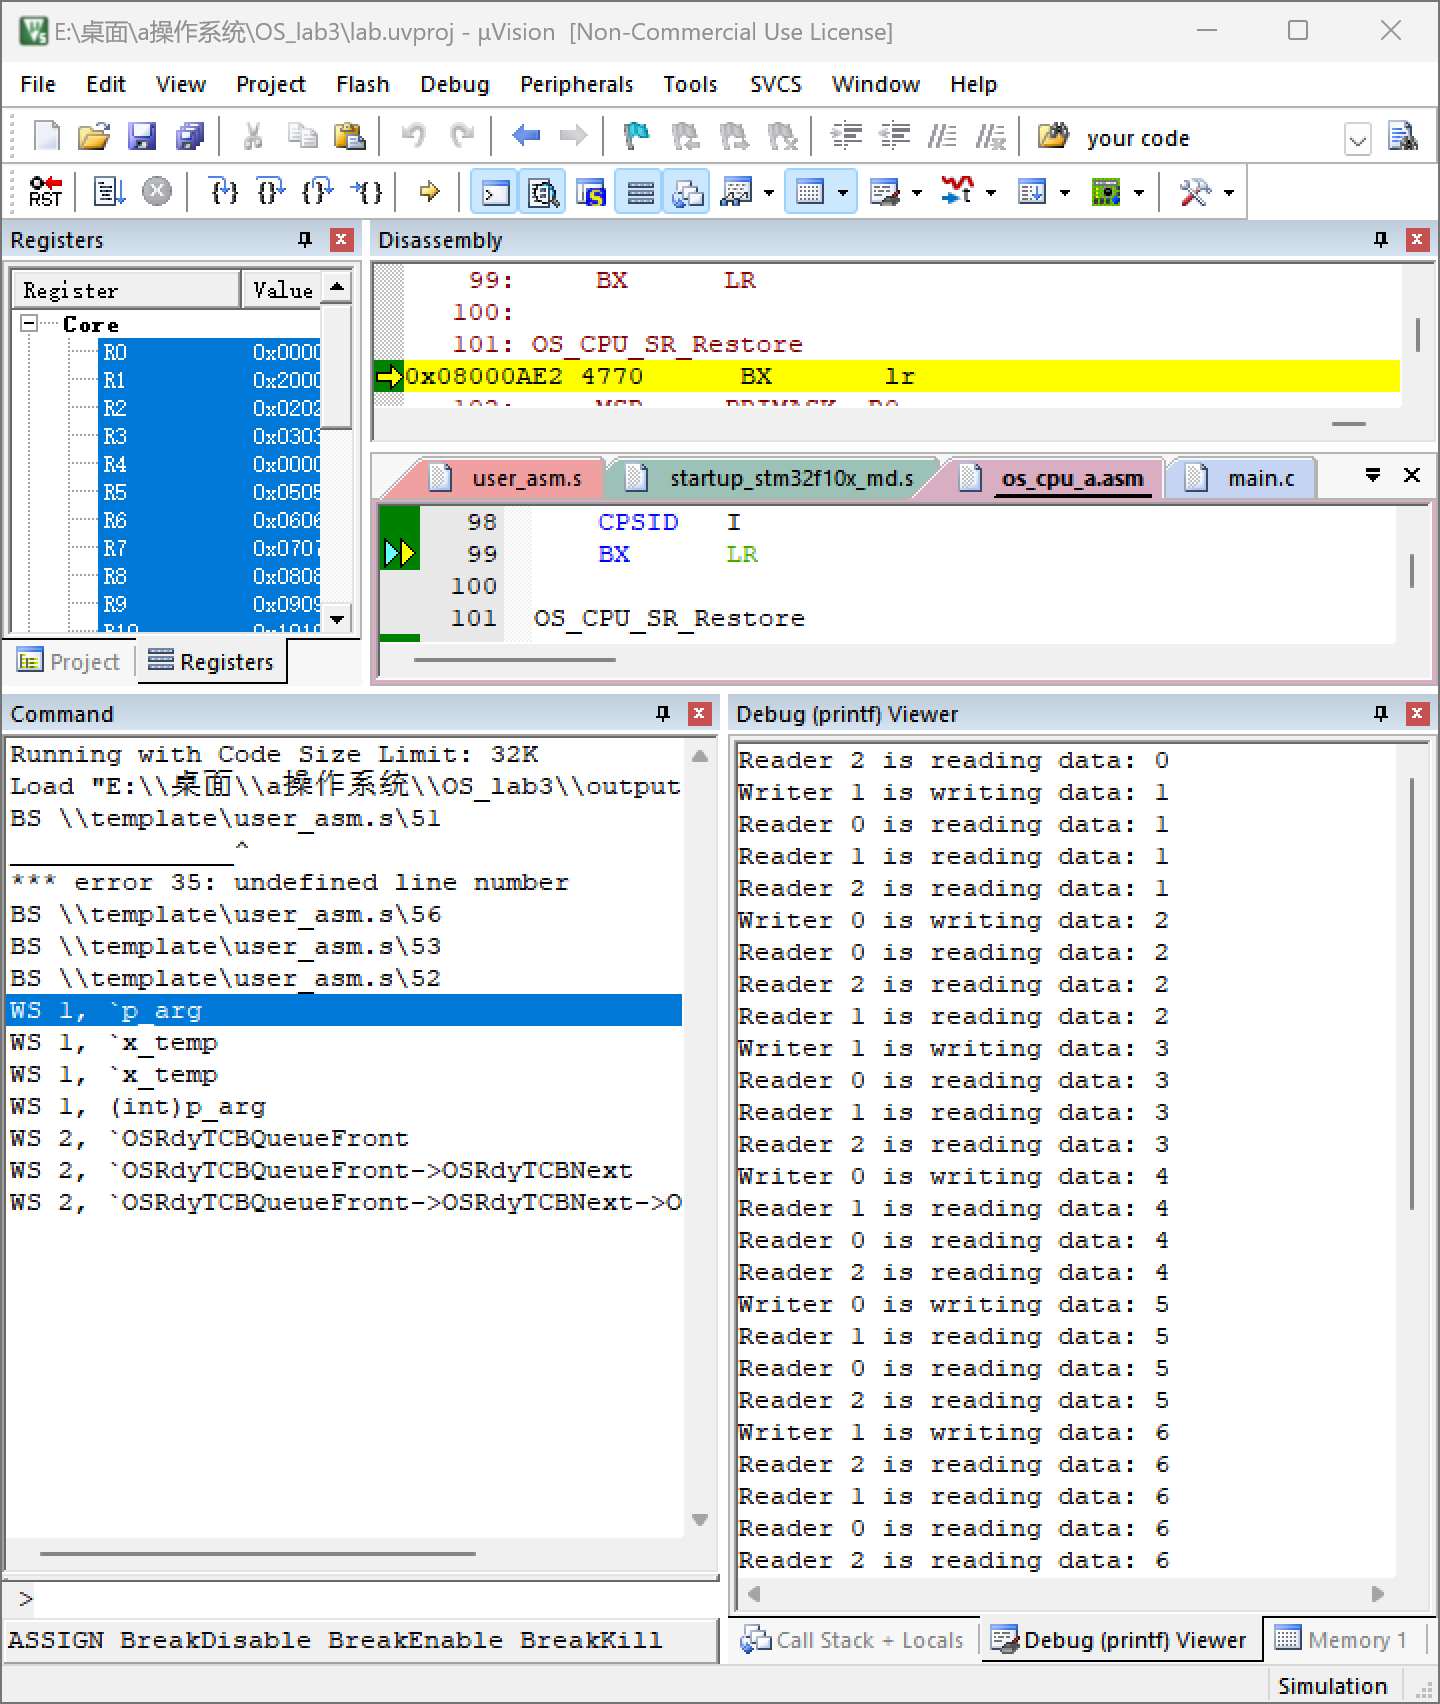 E:\桌面\a操作系统\OS_lab3\lab.uvproj - µVision  [Non-Commercial Use License]
File Edit View Project Flash Debug Peripherals Tools SVCS Window Help
your code
RST
Registers
Register Value
Core
R0 0x0000
R1 0x2000
R2 0x0202
R3 0x0303
R4 0x0000
R5 0x0505
R6 0x0606
R7 0x0707
R8 0x0808
R9 0x0909
R10 0x1010
Project Registers
Disassembly
99: BX LR
100:
101: OS_CPU_SR_Restore
0x08000AE2 4770 BX lr
102: MSR PRIMASK, R0
user_asm.s startup_stm32f10x_md.s os_cpu_a.asm main.c
98 CPSID I
99 BX LR
100
101 OS_CPU_SR_Restore
Command
Running with Code Size Limit: 32K
Load "E:\\桌面\\a操作系统\\OS_lab3\\output
BS \\template\user_asm.s\51
______________^
*** error 35: undefined line number
BS \\template\user_asm.s\56
BS \\template\user_asm.s\53
BS \\template\user_asm.s\52
WS 1, `p_arg
WS 1, `x_temp
WS 1, `x_temp
WS 1, (int)p_arg
WS 2, `OSRdyTCBQueueFront
WS 2, `OSRdyTCBQueueFront->OSRdyTCBNext
WS 2, `OSRdyTCBQueueFront->OSRdyTCBNext->O
>
ASSIGN BreakDisable BreakEnable BreakKill
Debug (printf) Viewer
Reader 2 is reading data: 0
Writer 1 is writing data: 1
Reader 0 is reading data: 1
Reader 1 is reading data: 1
Reader 2 is reading data: 1
Writer 0 is writing data: 2
Reader 0 is reading data: 2
Reader 2 is reading data: 2
Reader 1 is reading data: 2
Writer 1 is writing data: 3
Reader 0 is reading data: 3
Reader 1 is reading data: 3
Reader 2 is reading data: 3
Writer 0 is writing data: 4
Reader 1 is reading data: 4
Reader 0 is reading data: 4
Reader 2 is reading data: 4
Writer 0 is writing data: 5
Reader 1 is reading data: 5
Reader 0 is reading data: 5
Reader 2 is reading data: 5
Writer 1 is writing data: 6
Reader 2 is reading data: 6
Reader 1 is reading data: 6
Reader 0 is reading data: 6
Reader 2 is reading data: 6
Call Stack + Locals Debug (printf) Viewer Memory 1
Simulation